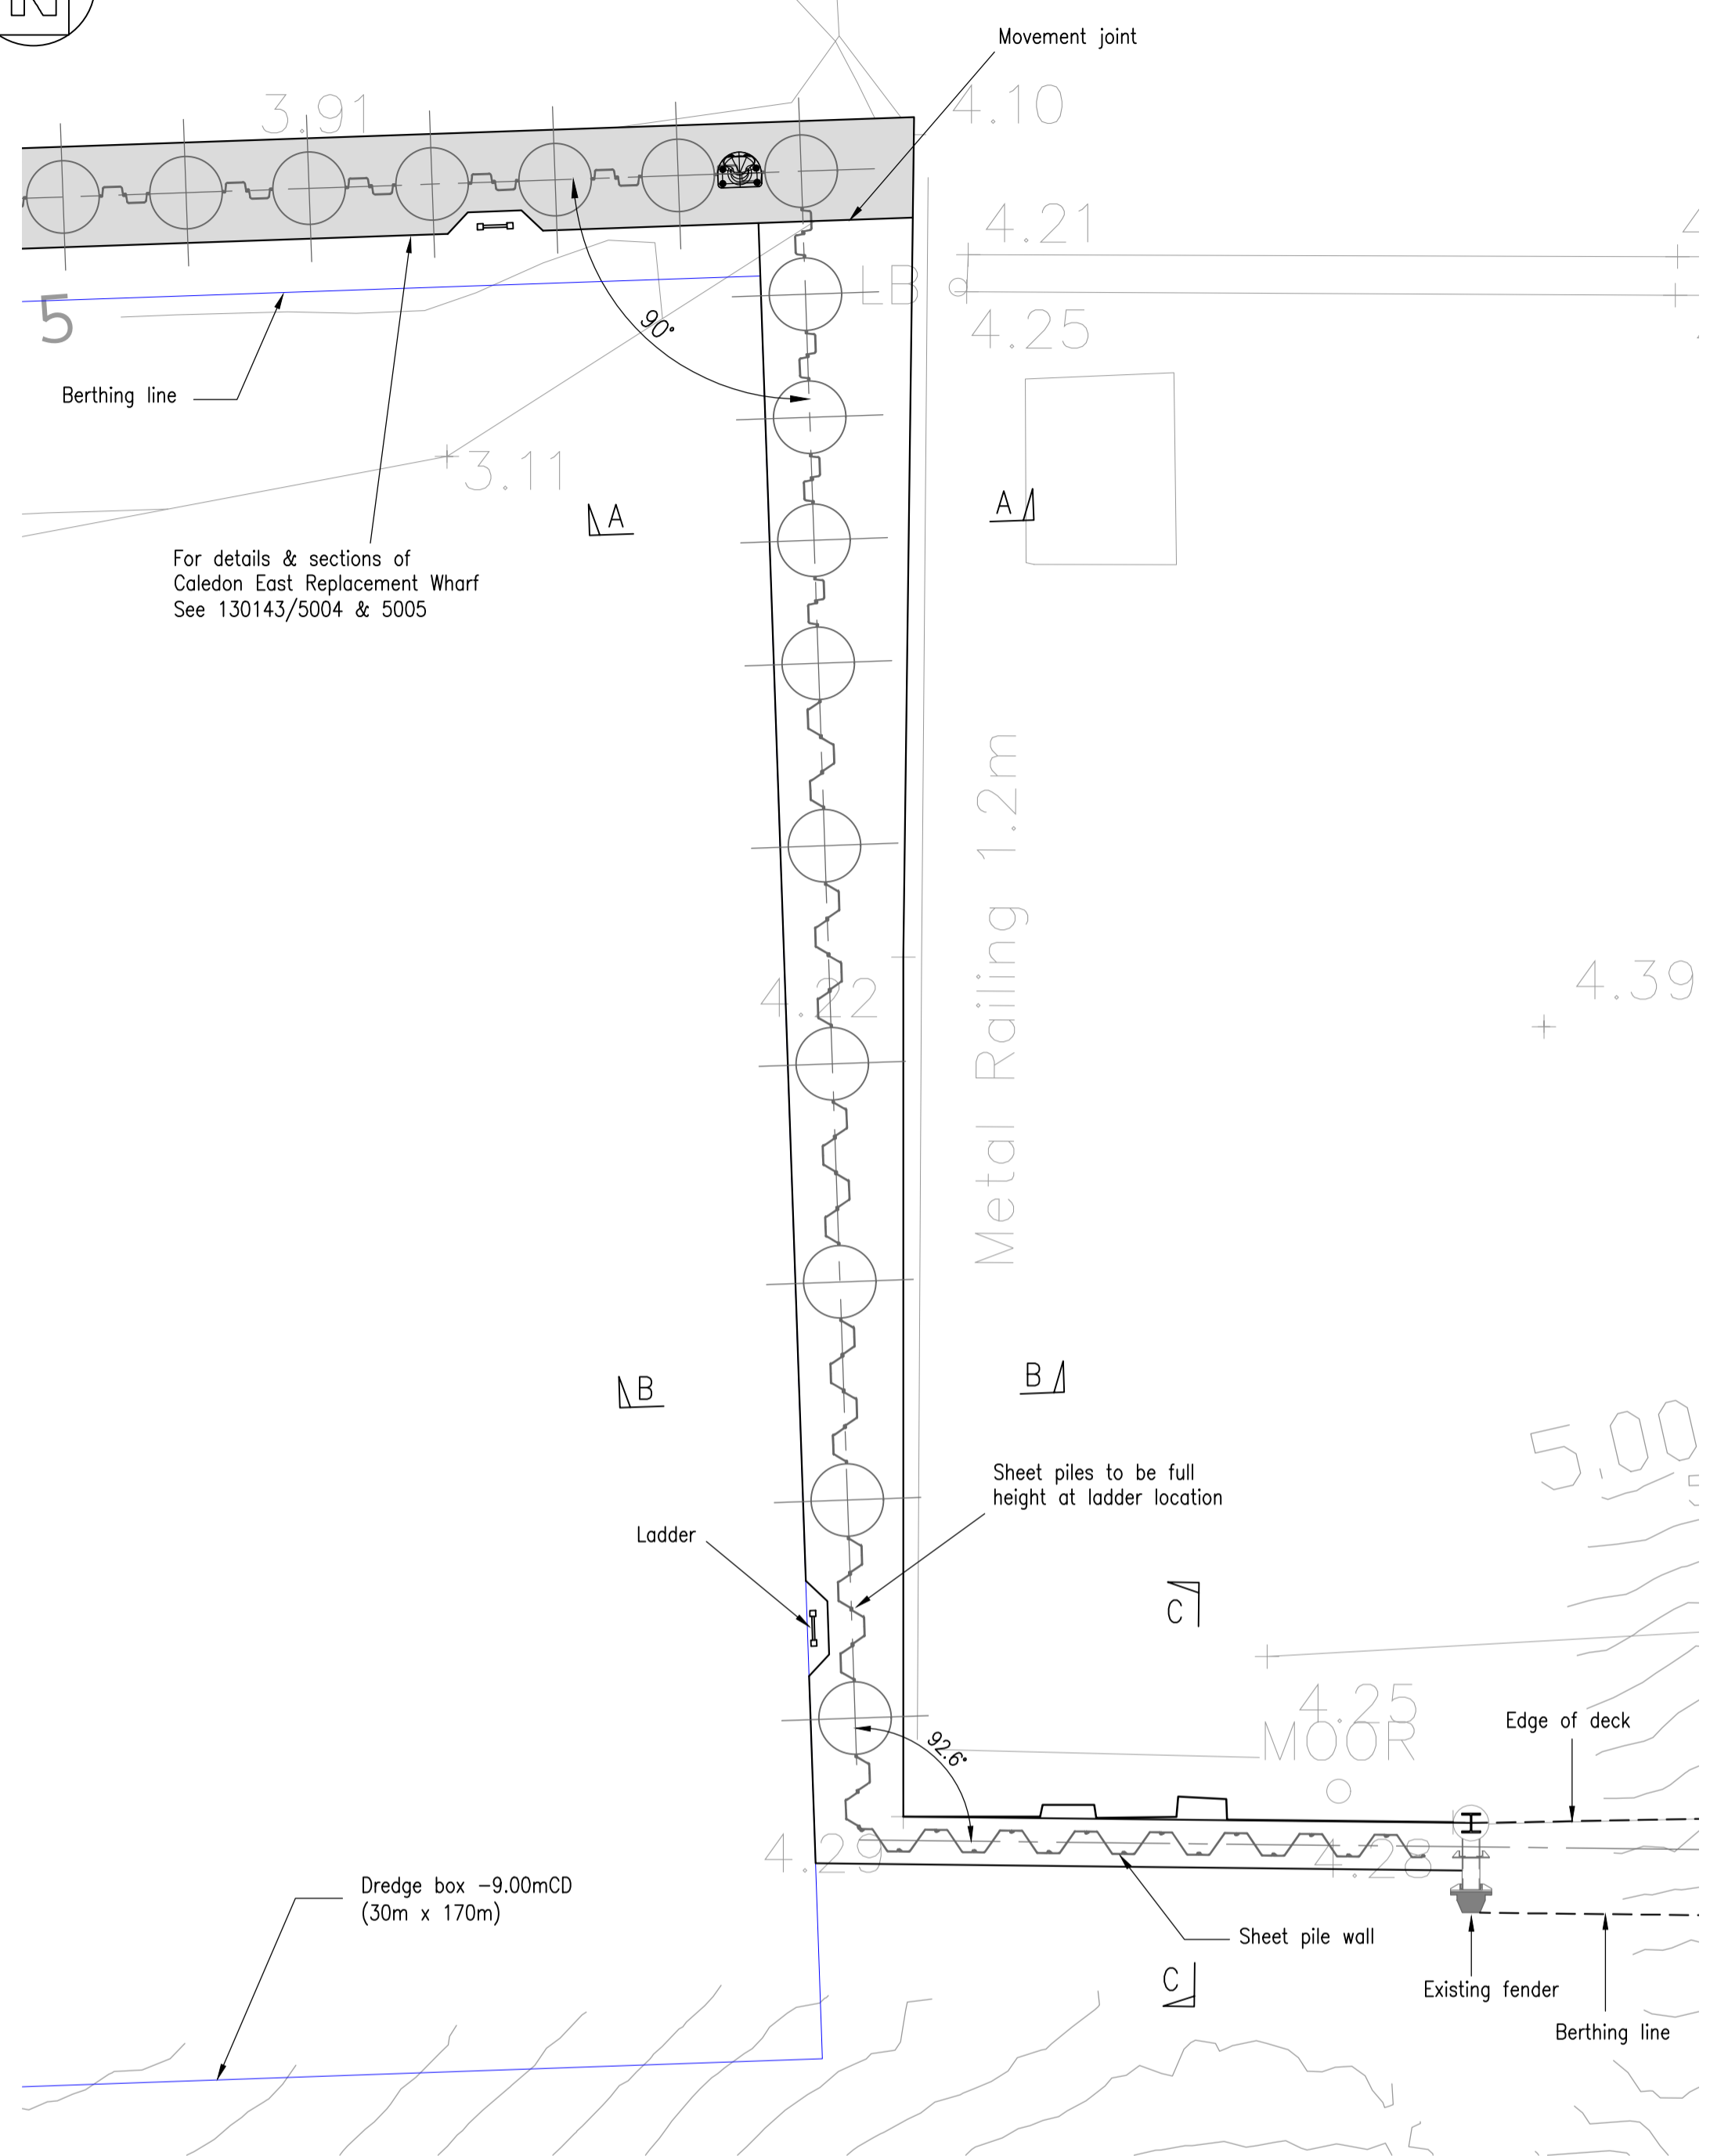 Movement joint
3.91
4.10
4.21
LB
4.25
5
90°
Berthing line
3.11
A
A
For details & sections of
Caledon East Replacement Wharf
See 130143/5004 & 5005
Metal Railing 1.2m
4.22
4.39
B
B
5.00
Sheet piles to be full
height at ladder location
Ladder
C
4.25
MOOR
Edge of deck
92.6°
4.29
4.28
Dredge box -9.00mCD
(30m x 170m)
Sheet pile wall
C
Existing fender
Berthing line